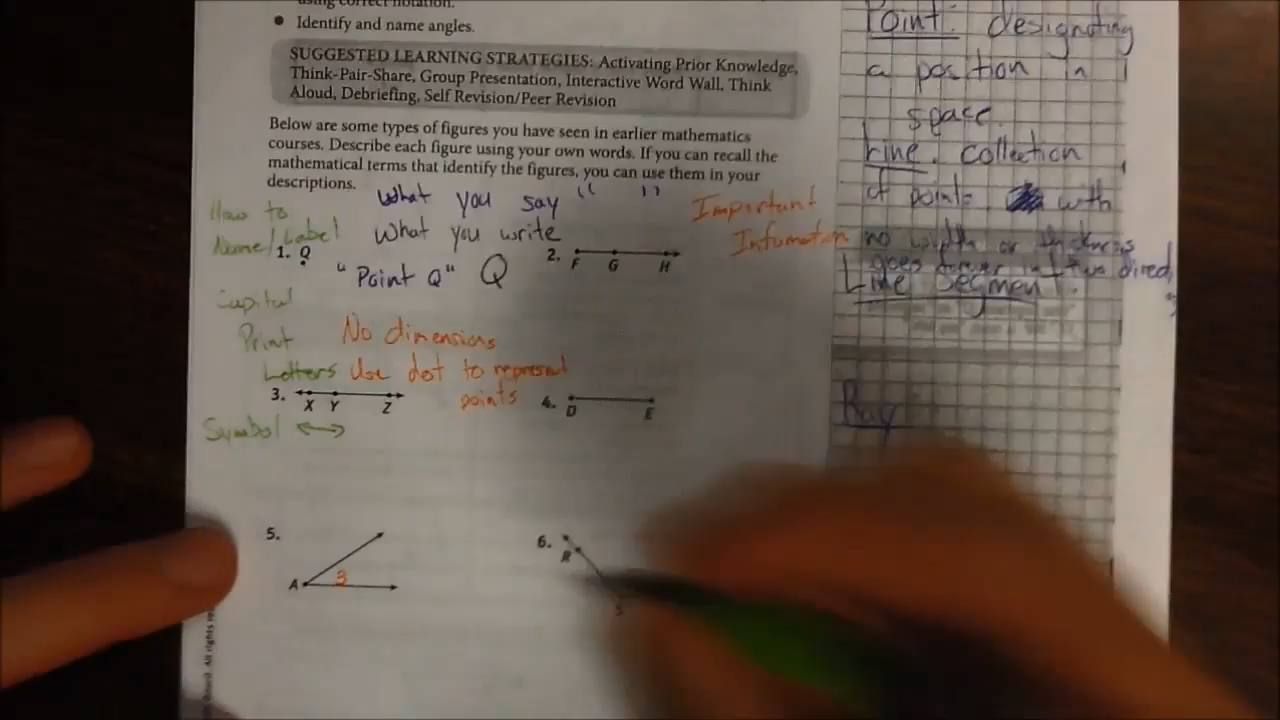 using correct notation.
• Identify and name angles.
SUGGESTED LEARNING STRATEGIES: Activating Prior Knowledge,
Think-Pair-Share, Group Presentation, Interactive Word Wall, Think
Aloud, Debriefing, Self Revision/Peer Revision
Below are some types of figures you have seen in earlier mathematics
courses. Describe each figure using your own words. If you can recall the
mathematical terms that identify the figures, you can use them in your
descriptions.
What you say " "
What you write
How to
Name/Label
Important
Infomation
1. Q
"Point Q" Q
2. F G H
Capital
Print
Letters
No dimensions
Use dot to represent
points
3. X Y Z
4. D E
Symbol ↔
5. A 3
6. R S
All rights
Point: designating
a position in
space.
Line. collection
of points with
no width or thickness
goes forever in two direc
Line Segment.
Ray